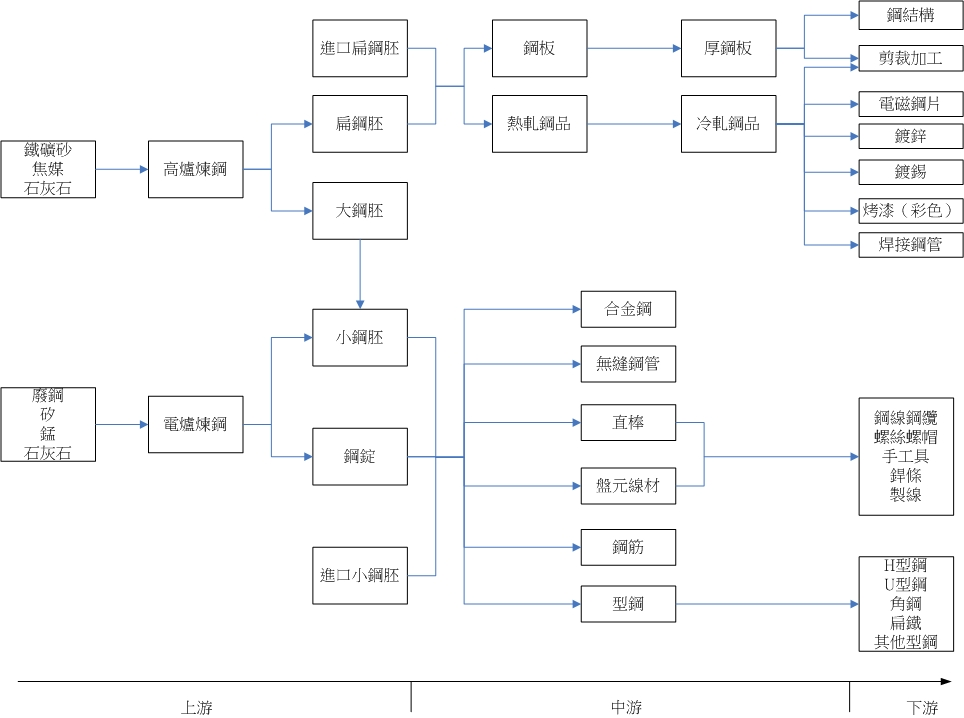 進口扁鋼胚
鋼板
厚鋼板
鋼結構
剪裁加工
扁鋼胚
熱軋鋼品
冷軋鋼品
電磁鋼片
鍍鋅
鐵礦砂
焦媒
石灰石
高爐煉鋼
鍍錫
大鋼胚
烤漆（彩色）
焊接鋼管
小鋼胚
合金鋼
無縫鋼管
廢鋼
矽
錳
石灰石
電爐煉鋼
鋼錠
直棒
盤元線材
鋼線鋼纜
螺絲螺帽
手工具
銲條
製線
進口小鋼胚
鋼筋
型鋼
H型鋼
U型鋼
角鋼
扁鐵
其他型鋼
上游
中游
下游